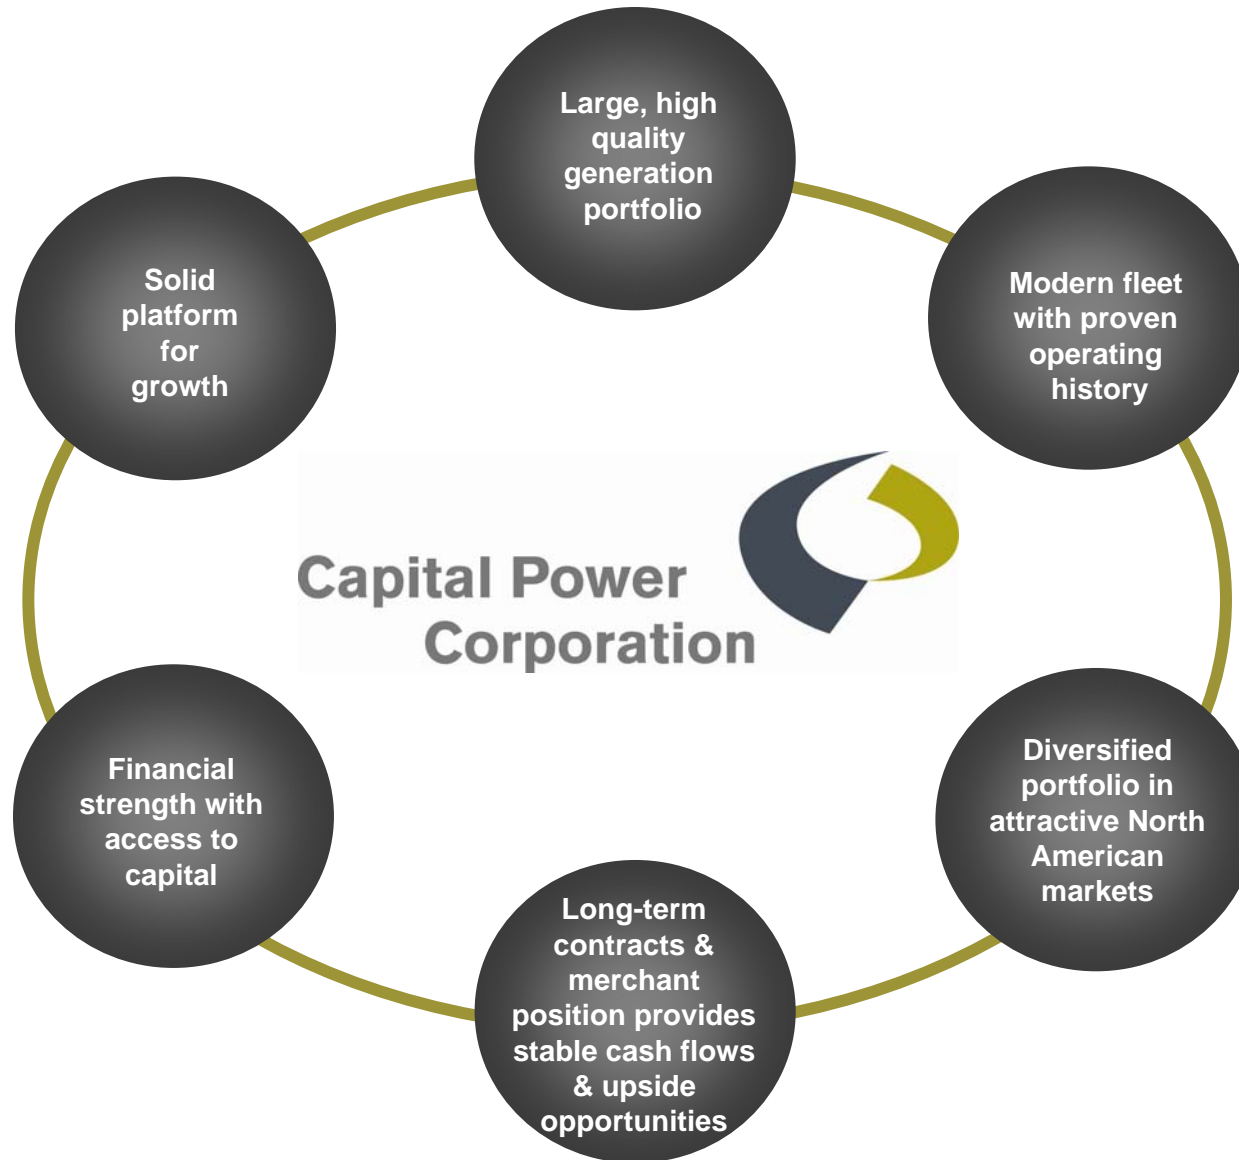 Large, high
quality
generation
portfolio
Modern fleet
with proven
operating
history
Diversified
portfolio in
attractive North
American
markets
Long-term
contracts &
merchant
position provides
stable cash flows
& upside
opportunities
Financial
strength with
access to
capital
Solid
platform
for
growth
Capital Power
Corporation